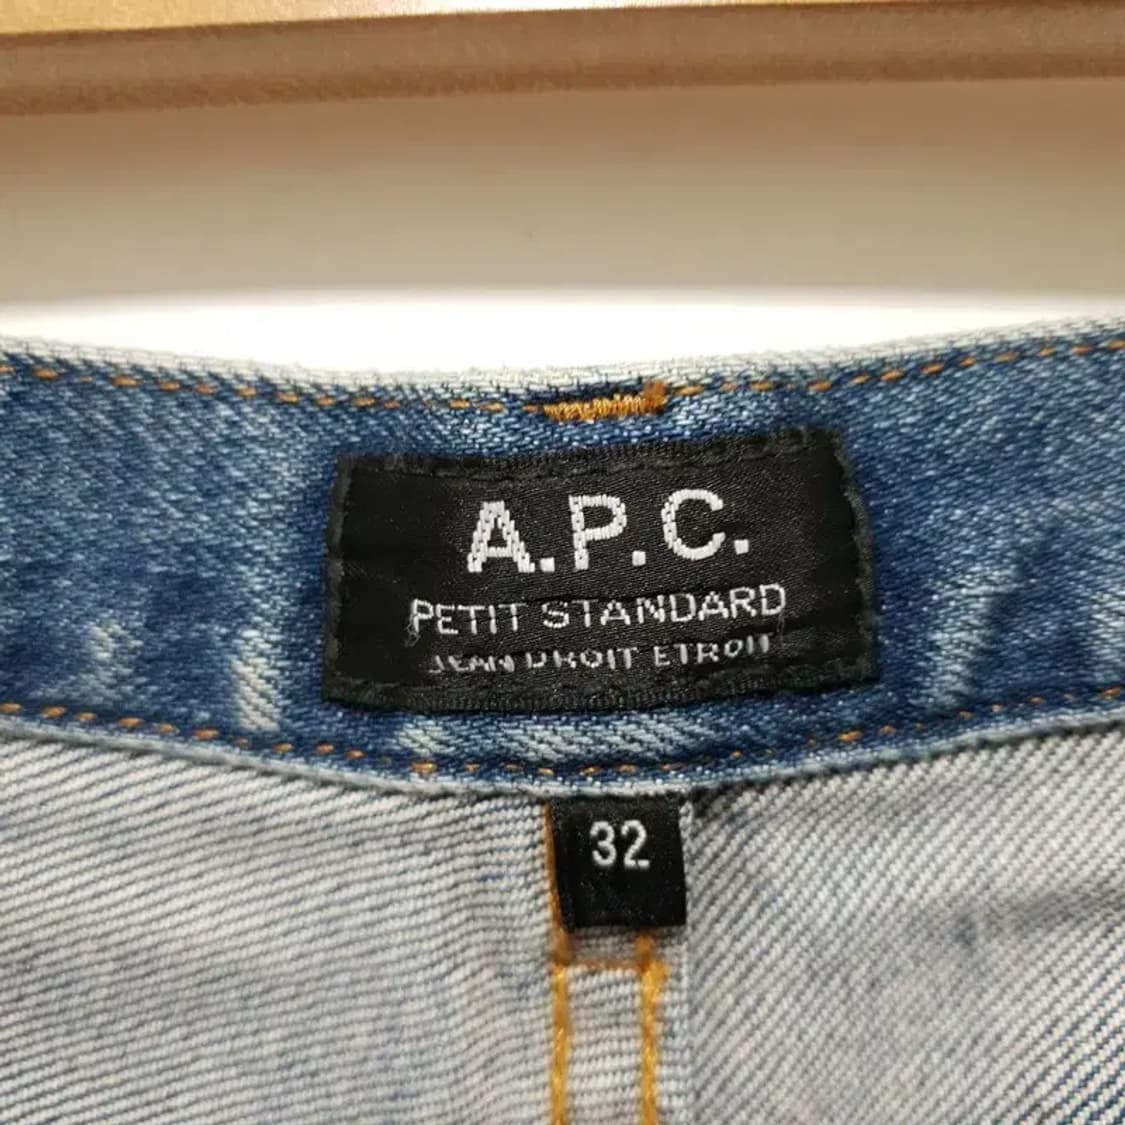 A.P.C.
PETIT STANDARD
JEAN DROIT ETROIT
32